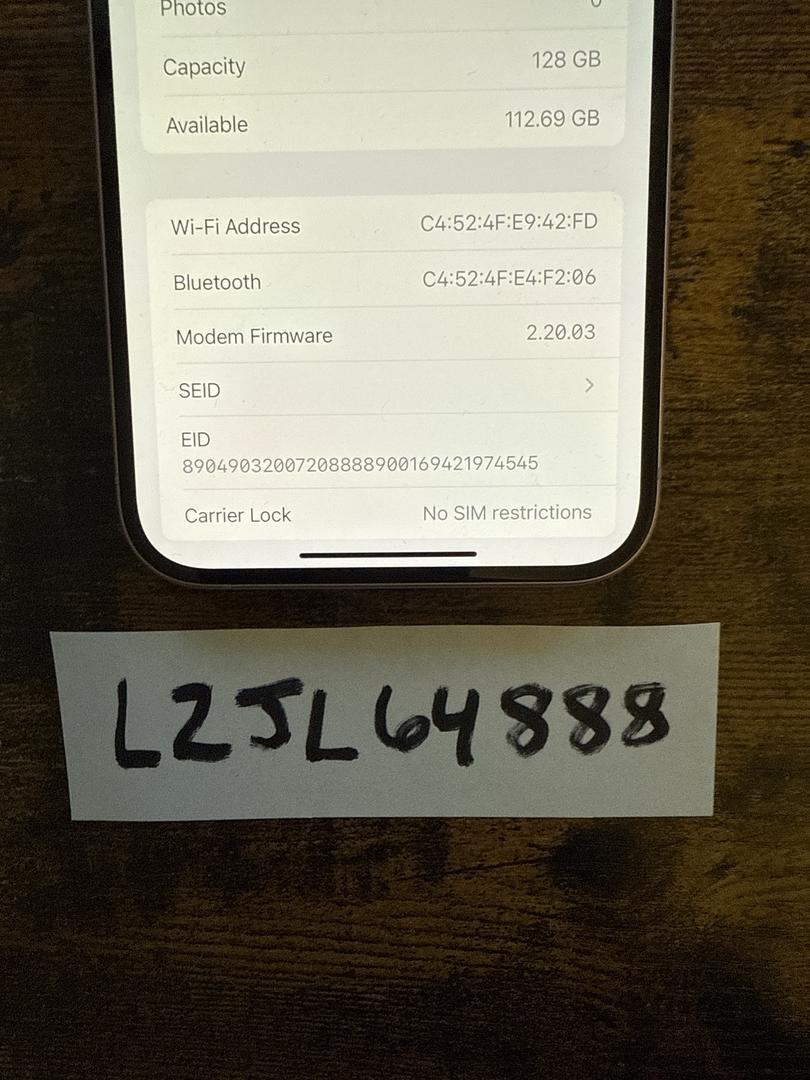 Photos 0
Capacity 128 GB
Available 112.69 GB
Wi-Fi Address C4:52:4F:E9:42:FD
Bluetooth C4:52:4F:E4:F2:06
Modem Firmware 2.20.03
SEID
EID
89049032007208888900169421974545
Carrier Lock No SIM restrictions
L2JL64888